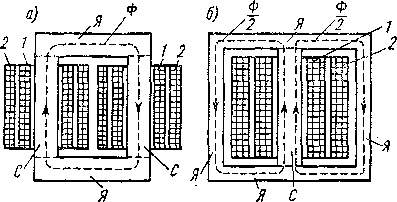 а) Я Ф
2 1 1 2
С С
Я
б) Ф/2 Я Ф/2
1
2
Я Я
Я С